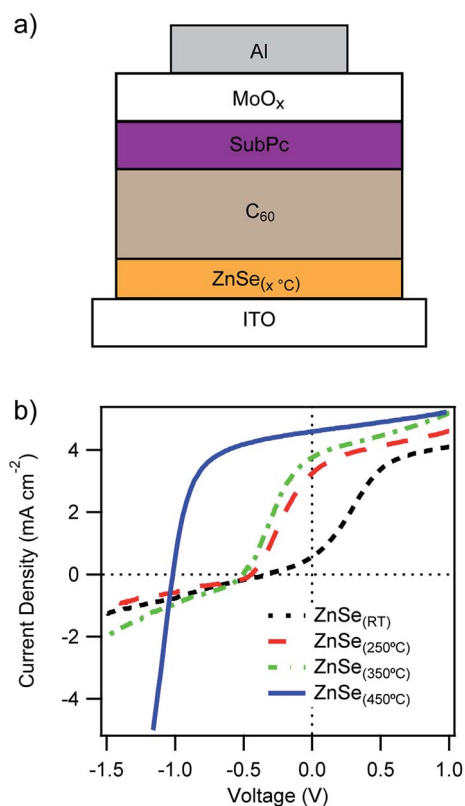 a)
Al
MoOₓ
SubPc
C₆₀
ZnSe₍ₓ °C₎
ITO
b)
Current Density (mA cm⁻²)
4
2
0
-2
-4
ZnSe(RT)
ZnSe(250ºC)
ZnSe(350ºC)
ZnSe(450ºC)
-1.5 -1.0 -0.5 0.0 0.5 1.0
Voltage (V)